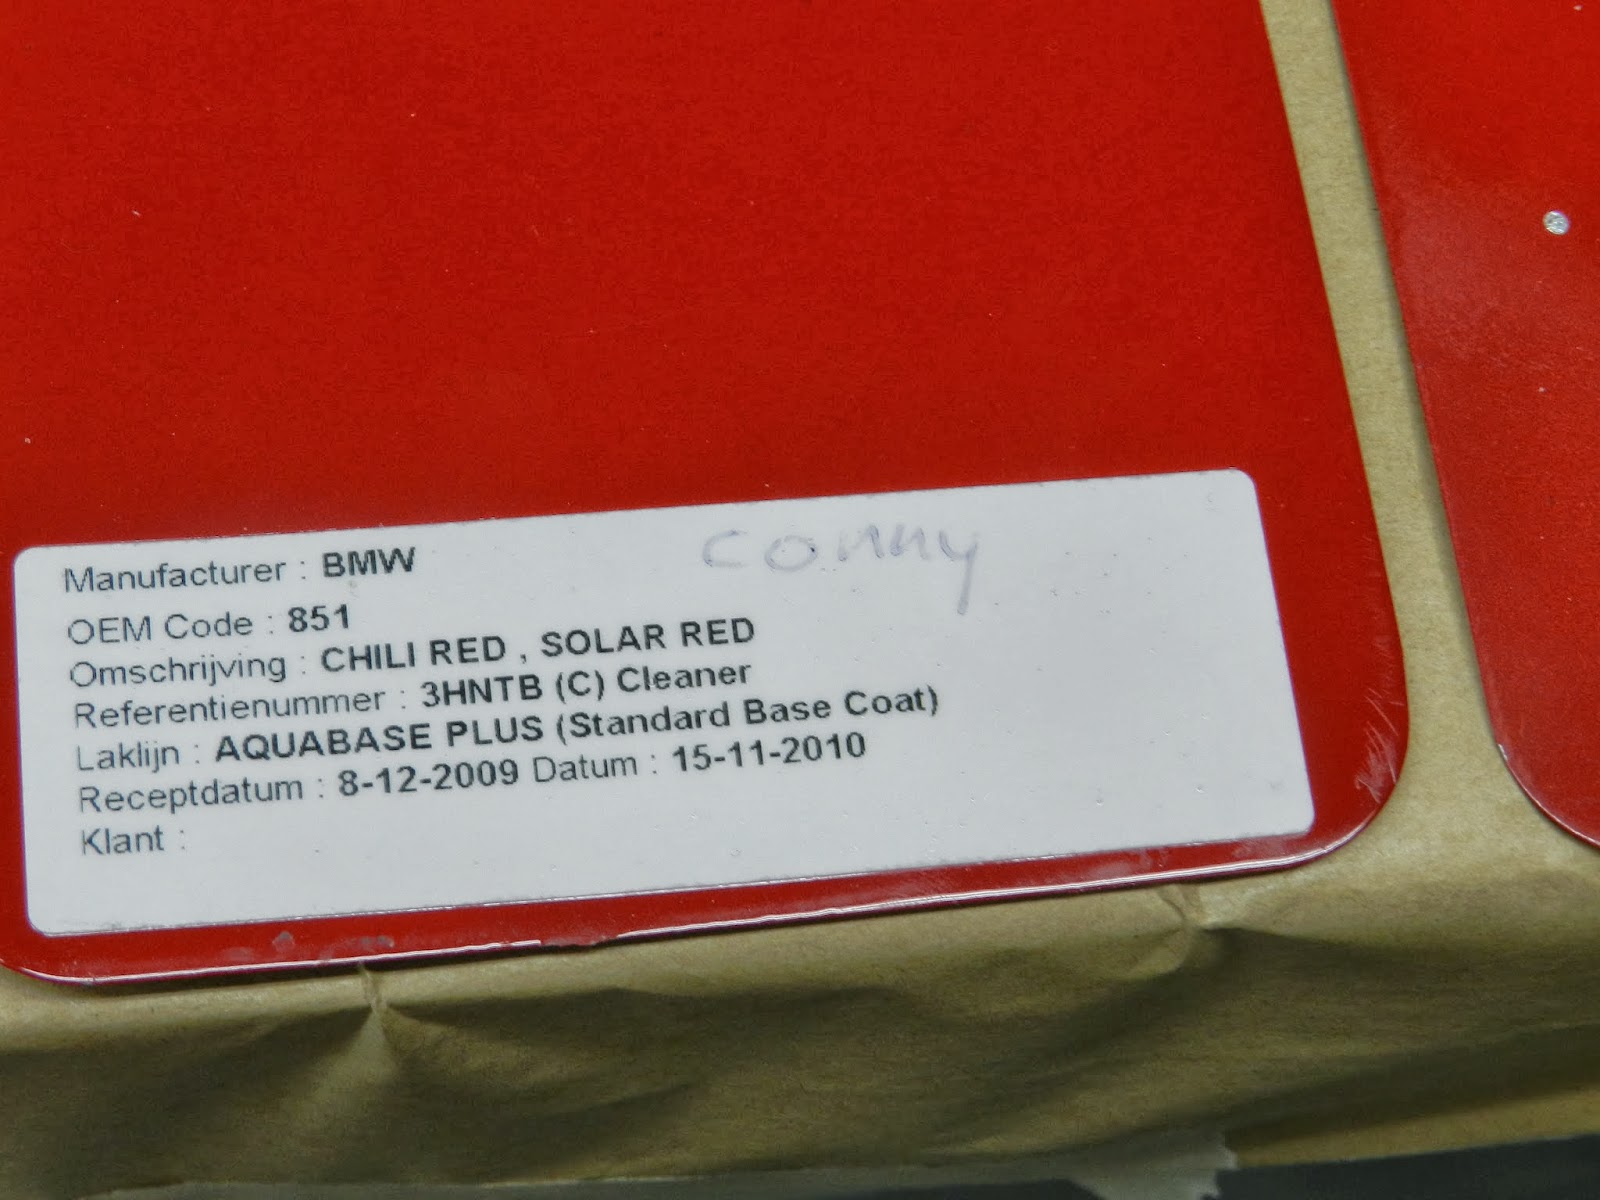 Manufacturer : BMW
conny
OEM Code : 851
Omschrijving : CHILI RED , SOLAR RED
Referentienummer : 3HNTB (C) Cleaner
Laklijn : AQUABASE PLUS (Standard Base Coat)
Receptdatum : 8-12-2009 Datum : 15-11-2010
Klant :